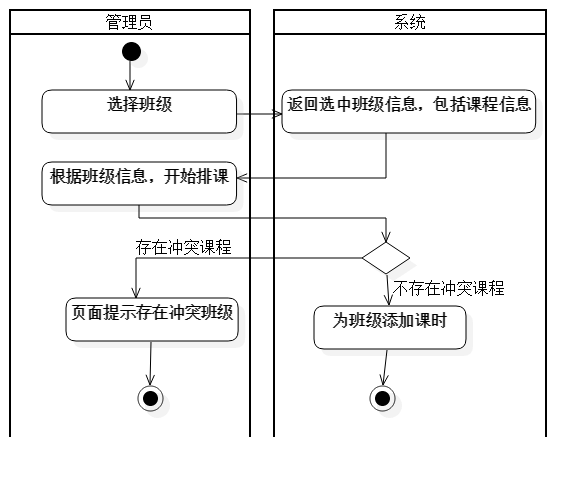 管理员
系统
选择班级
返回选中班级信息，包括课程信息
根据班级信息，开始排课
存在冲突课程
不存在冲突课程
页面提示存在冲突班级
为班级添加课时